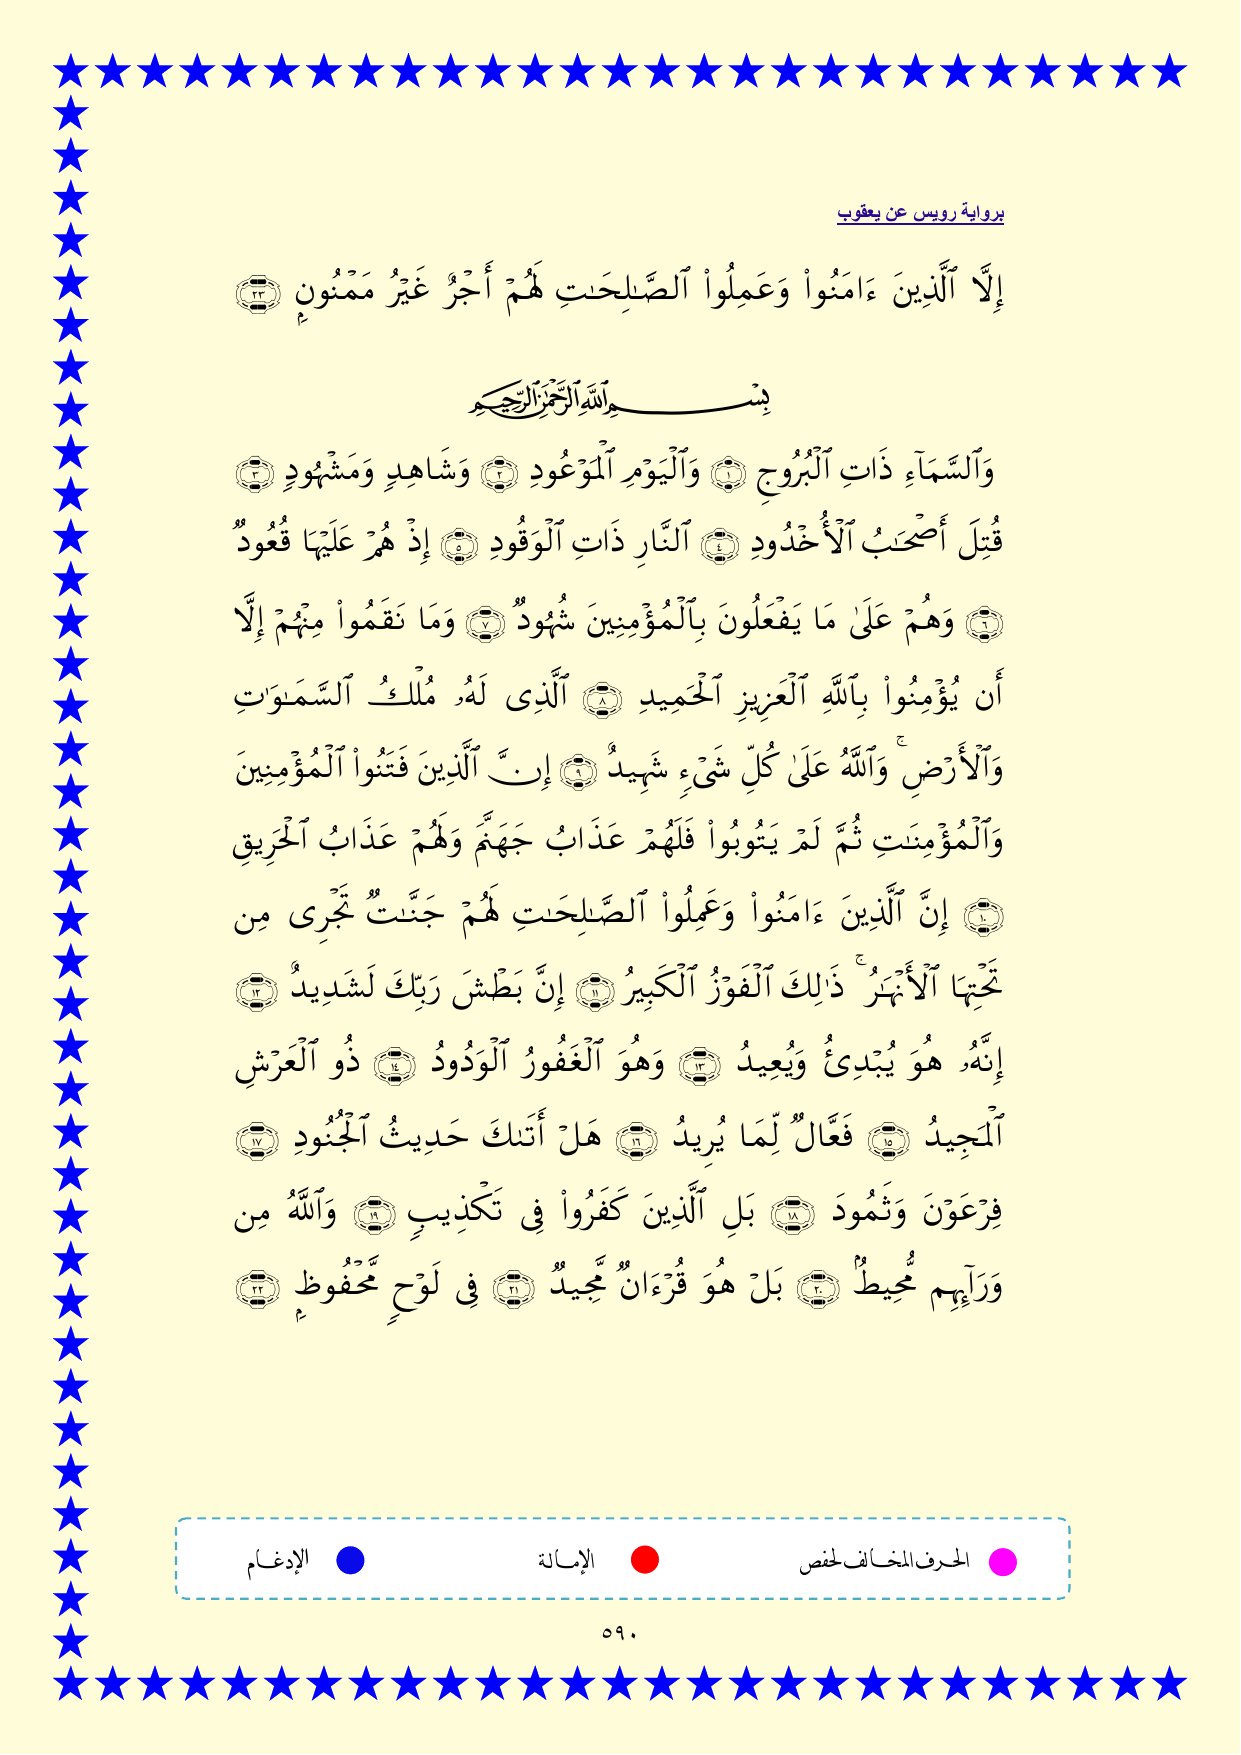 برواية رويس عن يعقوب
إِلَّا ٱلَّذِينَ ءَامَنُواْ وَعَمِلُواْ ٱلصَّـٰلِحَـٰتِ لَهُمْ أَجْرٌ غَيْرُ مَمْنُونٍۭ ٢٣
بِسْمِ ٱللَّهِ ٱلرَّحْمَـٰنِ ٱلرَّحِيمِ
وَٱلسَّمَآءِ ذَاتِ ٱلْبُرُوجِ ١ وَٱلْيَوْمِ ٱلْمَوْعُودِ ٢ وَشَاهِدٍ وَمَشْهُودٍ ٣
قُتِلَ أَصْحَـٰبُ ٱلْأُخْدُودِ ٤ ٱلنَّارِ ذَاتِ ٱلْوَقُودِ ٥ إِذْ هُمْ عَلَيْهَا قُعُودٌ
٦ وَهُمْ عَلَىٰ مَا يَفْعَلُونَ بِٱلْمُؤْمِنِينَ شُهُودٌ ٧ وَمَا نَقَمُواْ مِنْهُمْ إِلَّا
أَن يُؤْمِنُواْ بِٱللَّهِ ٱلْعَزِيزِ ٱلْحَمِيدِ ٨ ٱلَّذِى لَهُۥ مُلْكُ ٱلسَّمَـٰوَٰتِ
وَٱلْأَرْضِ ۚ وَٱللَّهُ عَلَىٰ كُلِّ شَىْءٍ شَهِيدٌ ٩ إِنَّ ٱلَّذِينَ فَتَنُواْ ٱلْمُؤْمِنِينَ
وَٱلْمُؤْمِنَـٰتِ ثُمَّ لَمْ يَتُوبُواْ فَلَهُمْ عَذَابُ جَهَنَّمَ وَلَهُمْ عَذَابُ ٱلْحَرِيقِ
١٠ إِنَّ ٱلَّذِينَ ءَامَنُواْ وَعَمِلُواْ ٱلصَّـٰلِحَـٰتِ لَهُمْ جَنَّـٰتٌ تَجْرِى مِن
تَحْتِهَا ٱلْأَنْهَـٰرُ ۚ ذَٰلِكَ ٱلْفَوْزُ ٱلْكَبِيرُ ١١ إِنَّ بَطْشَ رَبِّكَ لَشَدِيدٌ ١٢
إِنَّهُۥ هُوَ يُبْدِئُ وَيُعِيدُ ١٣ وَهُوَ ٱلْغَفُورُ ٱلْوَدُودُ ١٤ ذُو ٱلْعَرْشِ
ٱلْمَجِيدُ ١٥ فَعَّالٌ لِّمَا يُرِيدُ ١٦ هَلْ أَتَىٰكَ حَدِيثُ ٱلْجُنُودِ ١٧
فِرْعَوْنَ وَثَمُودَ ١٨ بَلِ ٱلَّذِينَ كَفَرُواْ فِى تَكْذِيبٍ ١٩ وَٱللَّهُ مِن
وَرَآئِهِم مُّحِيطٌۢ ٢٠ بَلْ هُوَ قُرْءَانٌ مَّجِيدٌ ٢١ فِى لَوْحٍ مَّحْفُوظٍۭ ٢٢
الحرف المخالف لحفص الإمالة الإدغام
٥٩٠